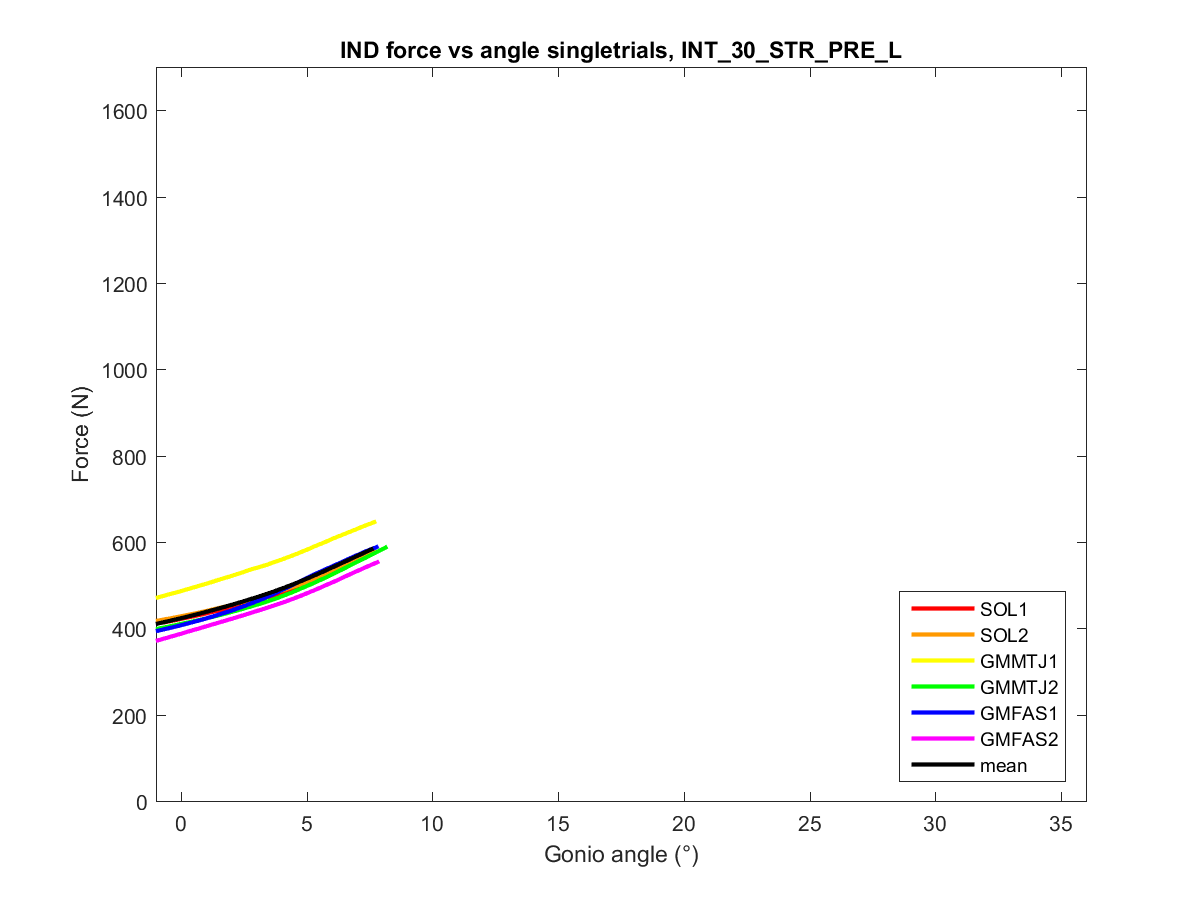 IND force vs angle singletrials, INT_30_STR_PRE_L
1600
1400
1200
1000
800
600
400
200
0
Force (N)
0 5 10 15 20 25 30 35
Gonio angle (°)
SOL1
SOL2
GMMTJ1
GMMTJ2
GMFAS1
GMFAS2
mean